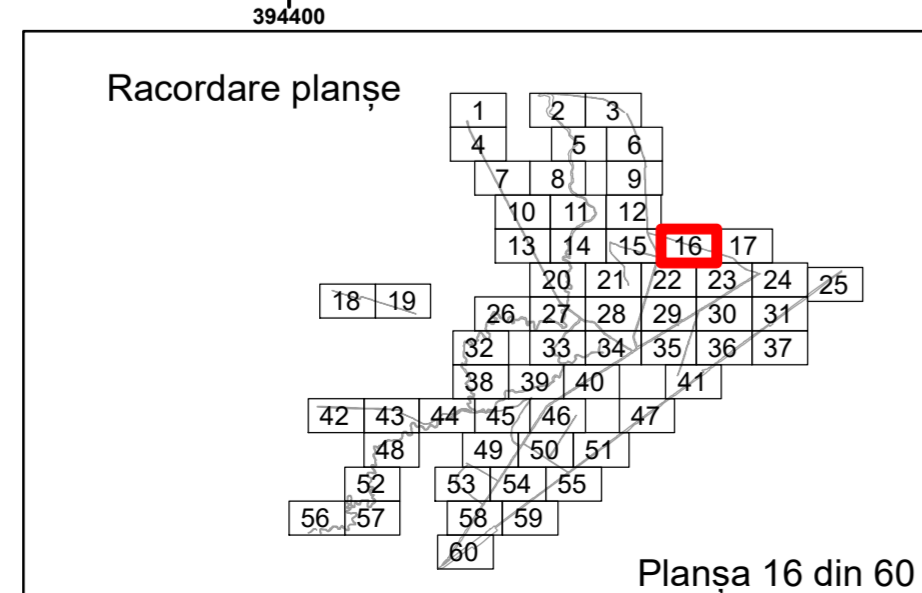 394400
Racordare planșe
1 2 3
4 5 6
7 8 9
10 11 12
13 14 15 16 17
20 21 22 23 24 25
18 19
26 27 28 29 30 31
32 33 34 35 36 37
38 39 40 41
42 43 44 45 46 47
48 49 50 51
52 53 54 55
56 57 58 59
60
Planșa 16 din 60